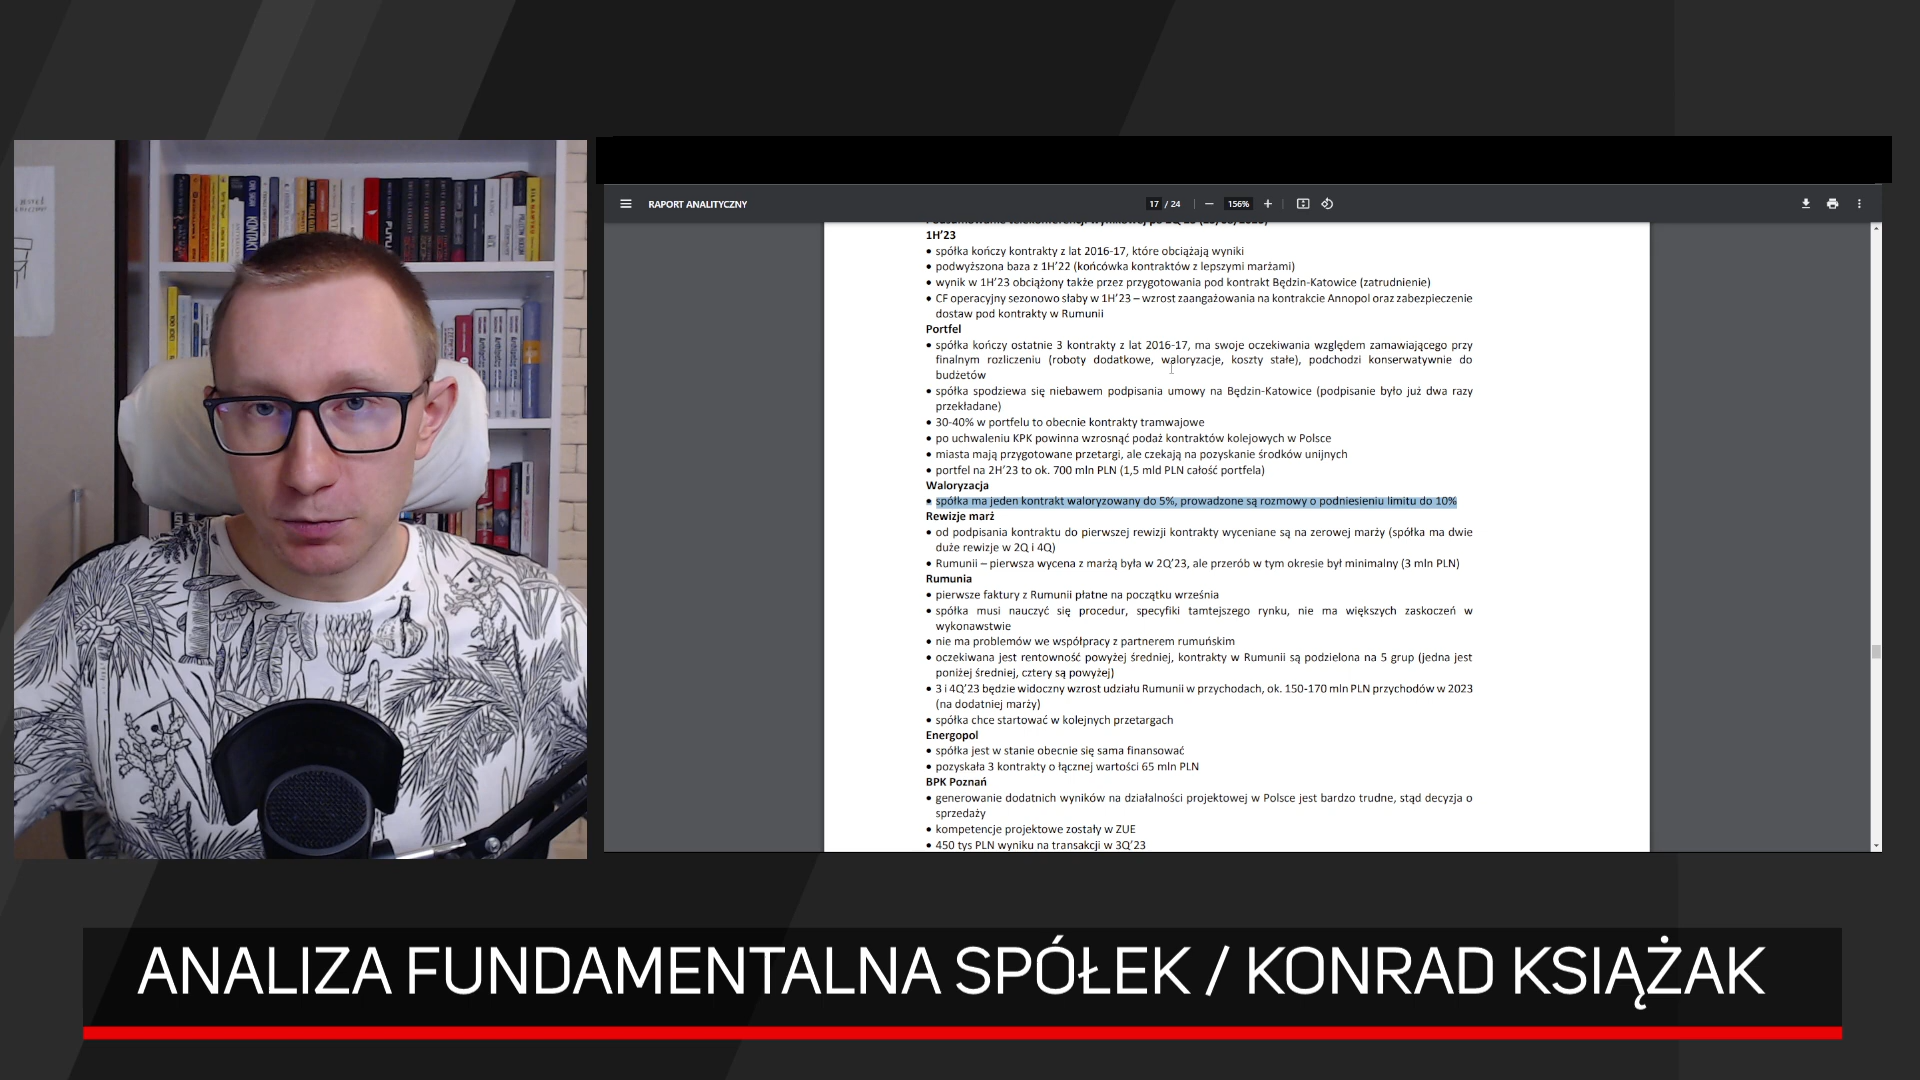 RAPORT ANALITYCZNY
17 / 24
156%
1H'23
• spółka kończy kontrakty z lat 2016-17, które obciążają wyniki
• podwyższona baza z 1H'22 (końcówka kontraktów z lepszymi marżami)
• wynik w 1H'23 obciążony także przez przygotowania pod kontrakt Będzin-Katowice (zatrudnienie)
• CF operacyjny sezonowo słaby w 1H'23 – wzrost zaangażowania na kontrakcie Annopol oraz zabezpieczenie
dostaw pod kontrakty w Rumunii
Portfel
• spółka kończy ostatnie 3 kontrakty z lat 2016-17, ma swoje oczekiwania względem zamawiającego przy
finalnym rozliczeniu (roboty dodatkowe, waloryzacje, koszty stałe), podchodzi konserwatywnie do
budżetów
• spółka spodziewa się niebawem podpisania umowy na Będzin-Katowice (podpisanie było już dwa razy
przekładane)
• 30-40% w portfelu to obecnie kontrakty tramwajowe
• po uchwaleniu KPK powinna wzrosnąć podaż kontraktów kolejowych w Polsce
• miasta mają przygotowane przetargi, ale czekają na pozyskanie środków unijnych
• portfel na 2H'23 to ok. 700 mln PLN (1,5 mld PLN całość portfela)
Waloryzacja
• spółka ma jeden kontrakt waloryzowany do 5%, prowadzone są rozmowy o podniesieniu limitu do 10%
Rewizje marż
• od podpisania kontraktu do pierwszej rewizji kontrakty wyceniane są na zerowej marży (spółka ma dwie
duże rewizje w 2Q i 4Q)
• Rumunii – pierwsza wycena z marżą była w 2Q'23, ale przerób w tym okresie był minimalny (3 mln PLN)
Rumunia
• pierwsze faktury z Rumunii płatne na początku września
• spółka musi nauczyć się procedur, specyfiki tamtejszego rynku, nie ma większych zaskoczeń w
wykonawstwie
• nie ma problemów we współpracy z partnerem rumuńskim
• oczekiwana jest rentowność powyżej średniej, kontrakty w Rumunii są podzielona na 5 grup (jedna jest
poniżej średniej, cztery są powyżej)
• 3 i 4Q'23 będzie widoczny wzrost udziału Rumunii w przychodach, ok. 150-170 mln PLN przychodów w 2023
(na dodatniej marży)
• spółka chce startować w kolejnych przetargach
Energopol
• spółka jest w stanie obecnie się sama finansować
• pozyskała 3 kontrakty o łącznej wartości 65 mln PLN
BPK Poznań
• generowanie dodatnich wyników na działalności projektowej w Polsce jest bardzo trudne, stąd decyzja o
sprzedaży
• kompetencje projektowe zostały w ZUE
• 450 tys PLN wyniku na transakcji w 3Q'23
ANALIZA FUNDAMENTALNA SPÓŁEK / KONRAD KSIĄŻAK